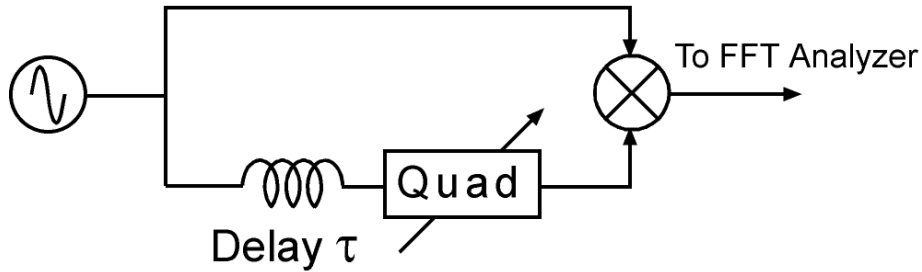 To FFT Analyzer
Quad
Delay τ